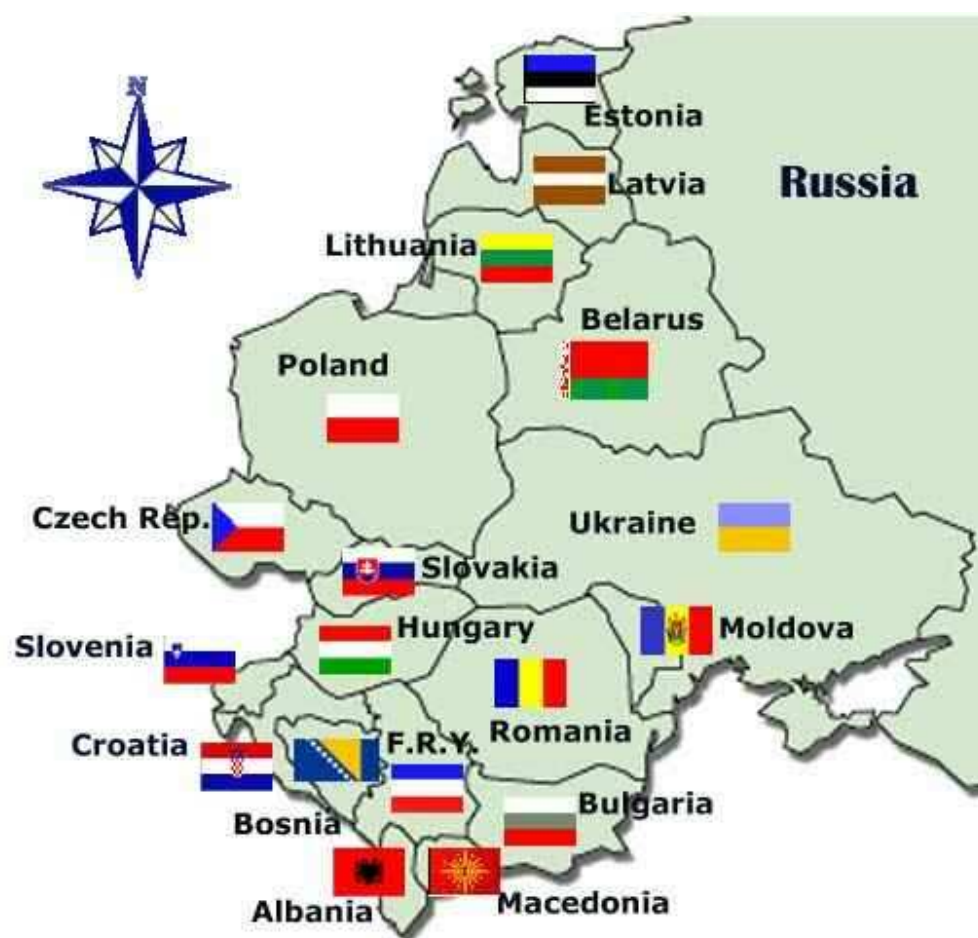 N
Estonia
Latvia
Russia
Lithuania
Belarus
Poland
Czech Rep.
Ukraine
Slovakia
Slovenia
Hungary
Moldova
Croatia
F.R.Y.
Romania
Bosnia
Bulgaria
Albania
Macedonia